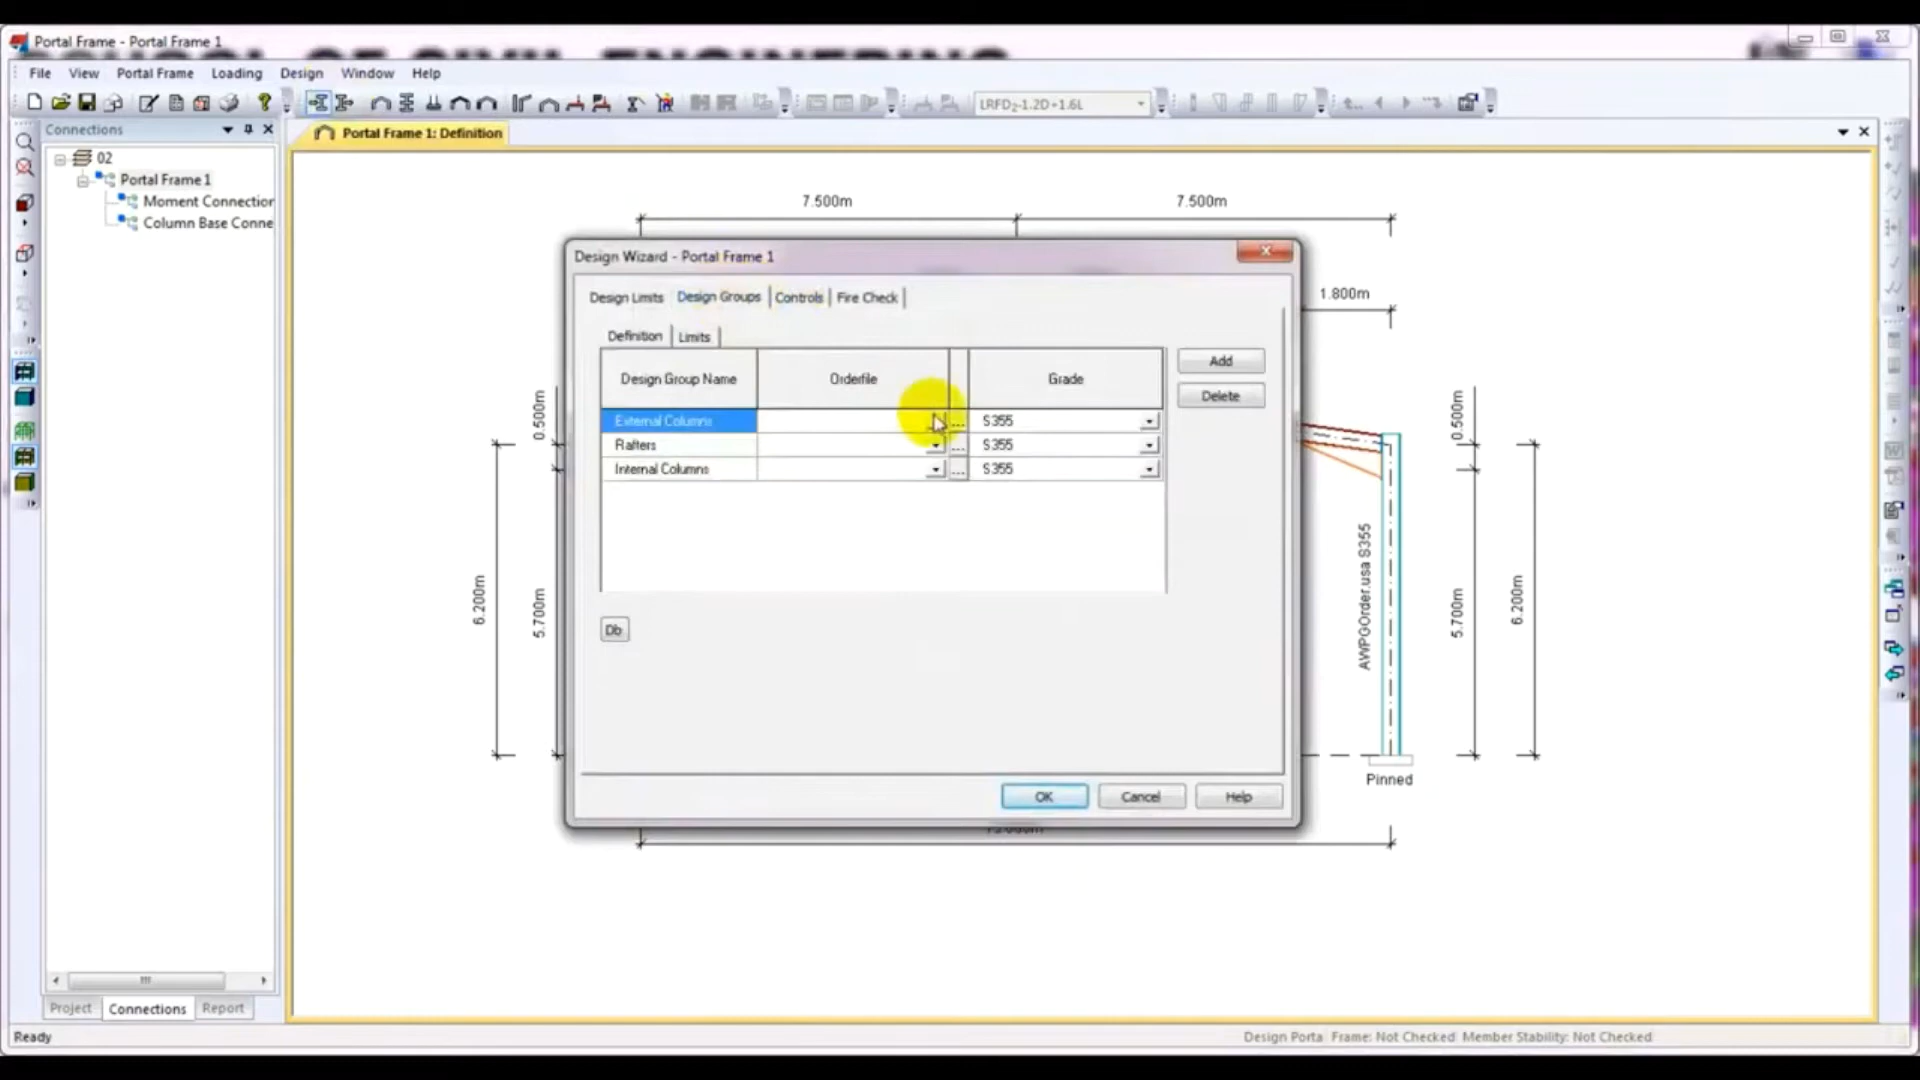 Portal Frame - Portal Frame 1
File View Portal Frame Loading Design Window Help
LRFD2-1.2D+1.6L
Connections
Portal Frame 1: Definition
02
Portal Frame 1
Moment Connection
Column Base Conne
7.500m 7.500m
Design Wizard - Portal Frame 1
Design Limits Design Groups Controls Fire Check
1.800m
Definition Limits
Add
Design Group Name Orderfile Grade
Delete
0.500m
0.500m
External Columns ... S355
Rafters ... S355
Internal Columns ... S355
6.200m
5.700m
AWPGOrder.usa S355
5.700m
6.200m
Db
Pinned
OK Cancel Help
Project Connections Report
Ready
Design Porta Frame: Not Checked Member Stability: Not Checked